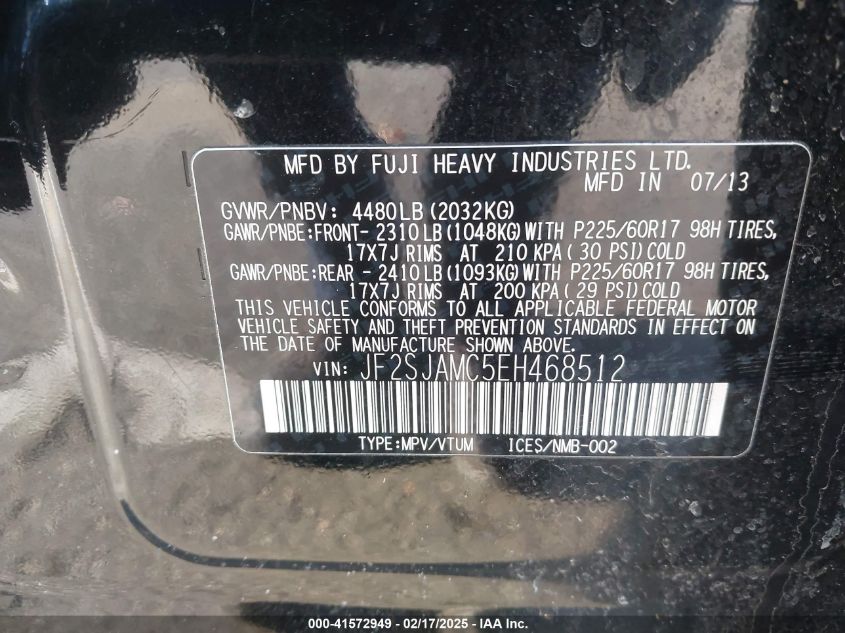 MFD BY FUJI HEAVY INDUSTRIES LTD.
MFD IN 07/13
GVWR/PNBV: 4480LB(2032KG)
GAWR/PNBE:FRONT- 2310LB(1048KG)WITH P225/60R17 98H TIRES,
17X7J RIMS AT 210 KPA(30 PSI)COLD
GAWR/PNBE:REAR - 2410LB(1093KG)WITH P225/60R17 98H TIRES,
17X7J RIMS AT 200 KPA(29 PSI)COLD
THIS VEHICLE CONFORMS TO ALL APPLICABLE FEDERAL MOTOR
VEHICLE SAFETY AND THEFT PREVENTION STANDARDS IN EFFECT ON
THE DATE OF MANUFACTURE SHOWN ABOVE.
VIN: JF2SJAMC5EH468512
TYPE:MPV/VTUM ICES/NMB-002
000-41572949 - 02/17/2025 - IAA Inc.